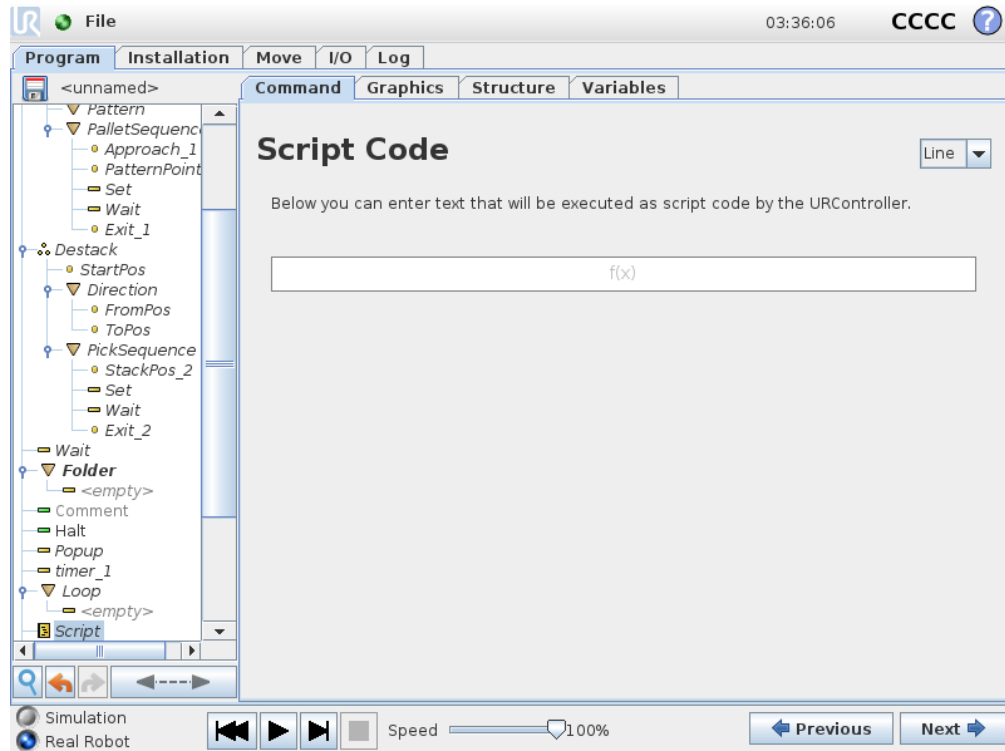 UR File 03:36:06 CCCC ?
Program Installation Move I/O Log
<unnamed> Command Graphics Structure Variables
Pattern
PalletSequence
Approach_1
PatternPoint
Set
Wait
Exit_1
Destack
StartPos
Direction
FromPos
ToPos
PickSequence
StackPos_2
Set
Wait
Exit_2
Wait
Folder
<empty>
Comment
Halt
Popup
timer_1
Loop
<empty>
Script
Script Code
Line
Below you can enter text that will be executed as script code by the URController.
f(x)
Simulation
Real Robot
Speed 100%
Previous Next